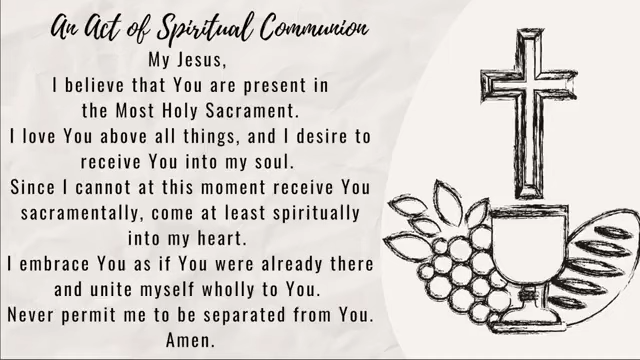 An Act of Spiritual Communion
My Jesus,
I believe that You are present in
the Most Holy Sacrament.
I love You above all things, and I desire to
receive You into my soul.
Since I cannot at this moment receive You
sacramentally, come at least spiritually
into my heart.
I embrace You as if You were already there
and unite myself wholly to You.
Never permit me to be separated from You.
Amen.